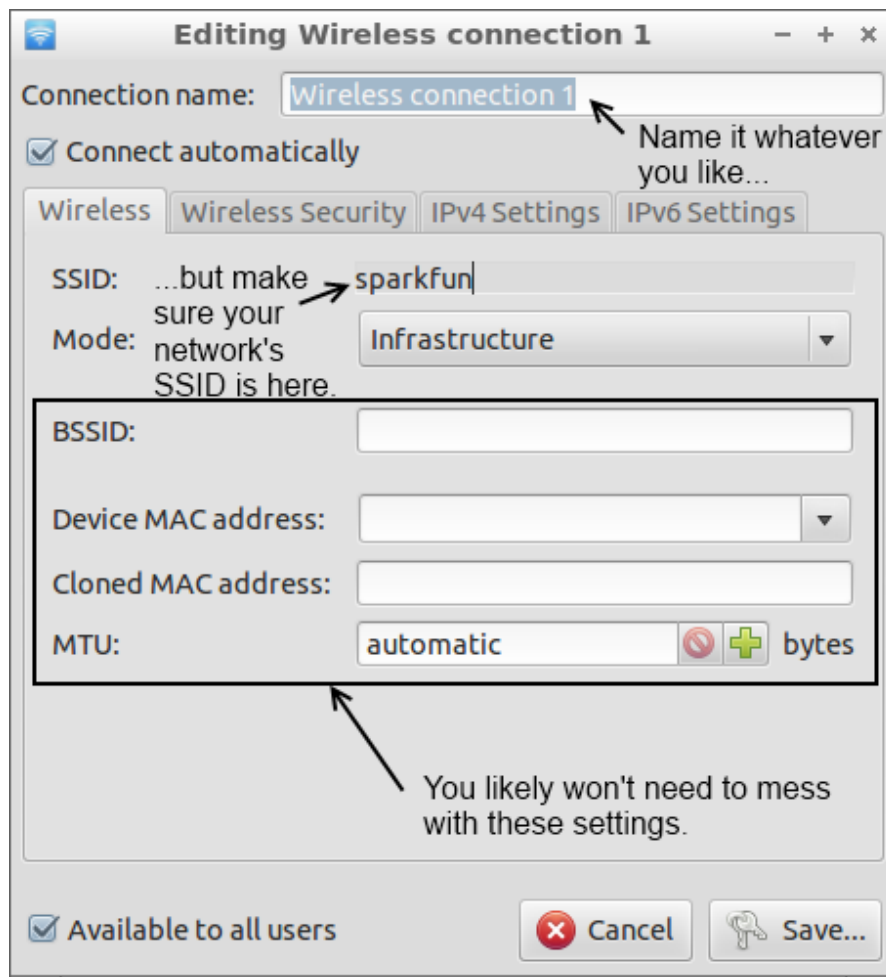 Editing Wireless connection 1
Connection name: Wireless connection 1
Name it whatever
you like...
Connect automatically
Wireless Wireless Security IPv4 Settings IPv6 Settings
SSID: sparkfun
...but make
sure your
network's
SSID is here.
Mode: Infrastructure
BSSID:
Device MAC address:
Cloned MAC address:
MTU: automatic bytes
You likely won't need to mess
with these settings.
Available to all users
Cancel Save...